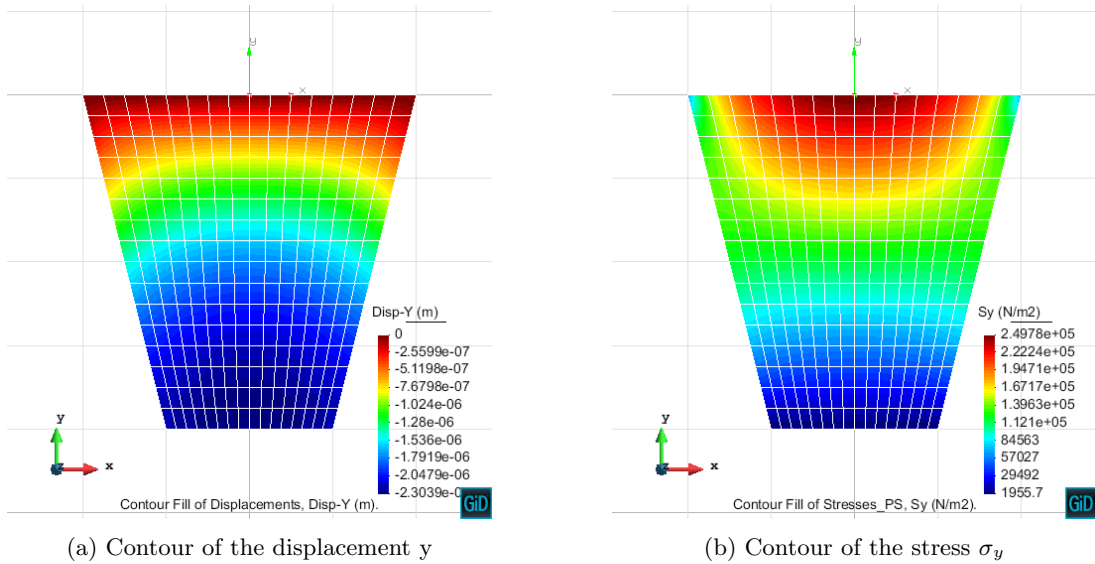 y
x
Disp-Y (m)
0
-2.5599e-07
-5.1198e-07
-7.6798e-07
-1.024e-06
-1.28e-06
-1.536e-06
-1.7919e-06
-2.0479e-06
-2.3039e-0
y
x
Contour Fill of Displacements, Disp-Y (m).
GiD
(a) Contour of the displacement y
y
x
Sy (N/m2)
2.4978e+05
2.2224e+05
1.9471e+05
1.6717e+05
1.3963e+05
1.121e+05
84563
57027
29492
1955.7
y
x
Contour Fill of Stresses_PS, Sy (N/m2).
GiD
(b) Contour of the stress σy